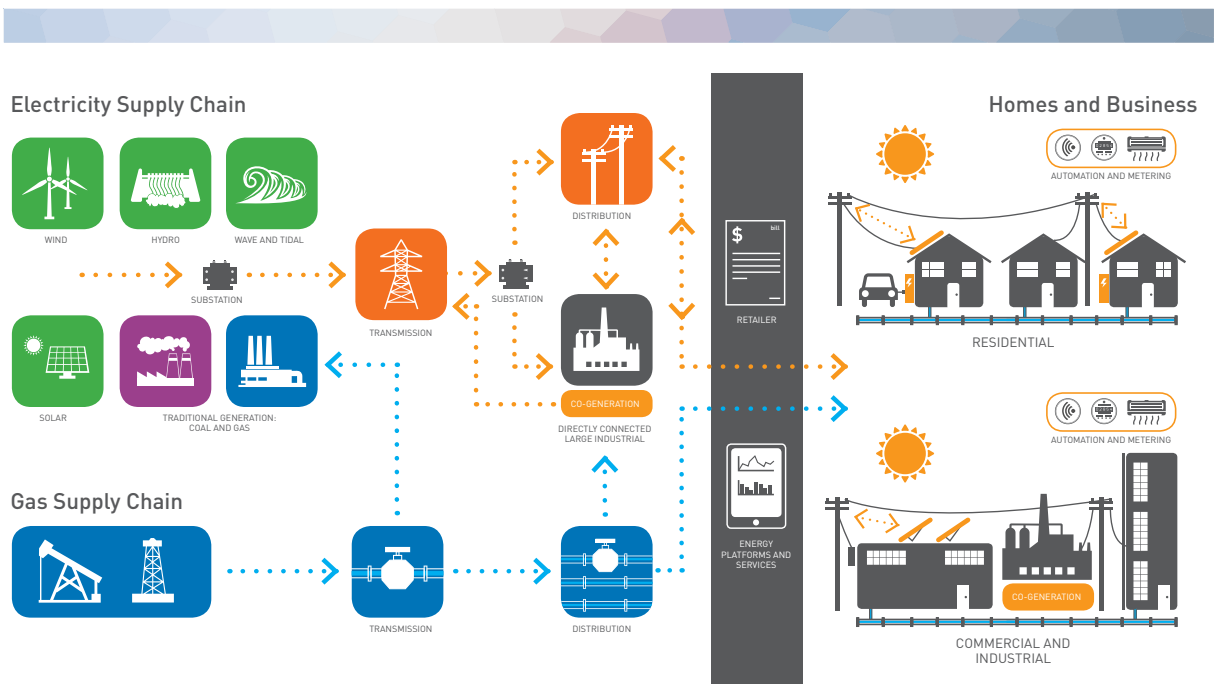 Electricity Supply Chain
WIND
HYDRO
WAVE AND TIDAL
SUBSTATION
SOLAR
TRADITIONAL GENERATION:
COAL AND GAS
TRANSMISSION
SUBSTATION
DISTRIBUTION
CO-GENERATION
DIRECTLY CONNECTED
LARGE INDUSTRIAL
Gas Supply Chain
TRANSMISSION
DISTRIBUTION
$
bill
RETAILER
ENERGY
PLATFORMS AND
SERVICES
Homes and Business
AUTOMATION AND METERING
RESIDENTIAL
AUTOMATION AND METERING
CO-GENERATION
COMMERCIAL AND
INDUSTRIAL